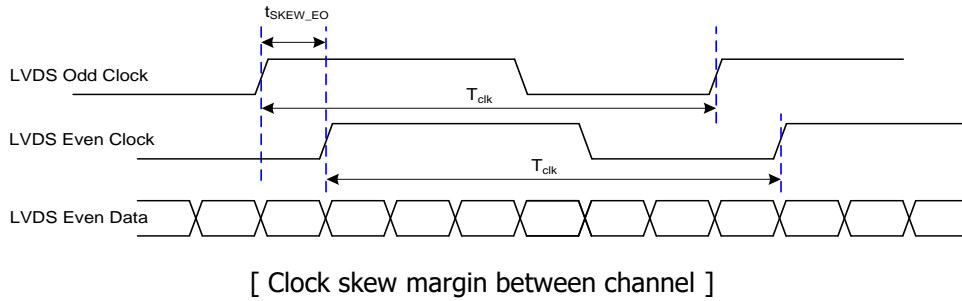 tSKEW_EO
LVDS Odd Clock
Tclk
LVDS Even Clock
Tclk
LVDS Even Data
[ Clock skew margin between channel ]